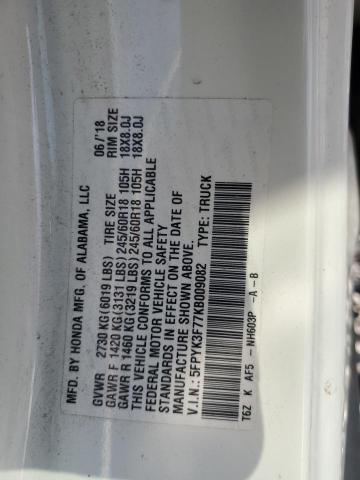 MFD. BY HONDA MFG. OF ALABAMA, LLC 06/'18
GVWR 2730 KG(6019 LBS) TIRE SIZE RIM SIZE
GAWR F 1420 KG(3131 LBS) 245/60R18 105H 18X8.0J
GAWR R 1460 KG(3219 LBS) 245/60R18 105H 18X8.0J
THIS VEHICLE CONFORMS TO ALL APPLICABLE
FEDERAL MOTOR VEHICLE SAFETY
STANDARDS IN EFFECT ON THE DATE OF
MANUFACTURE SHOWN ABOVE.
V.I.N.: 5FPYK3F77KB009082 TYPE: TRUCK
T6Z K AF5 -NH603P -A -B